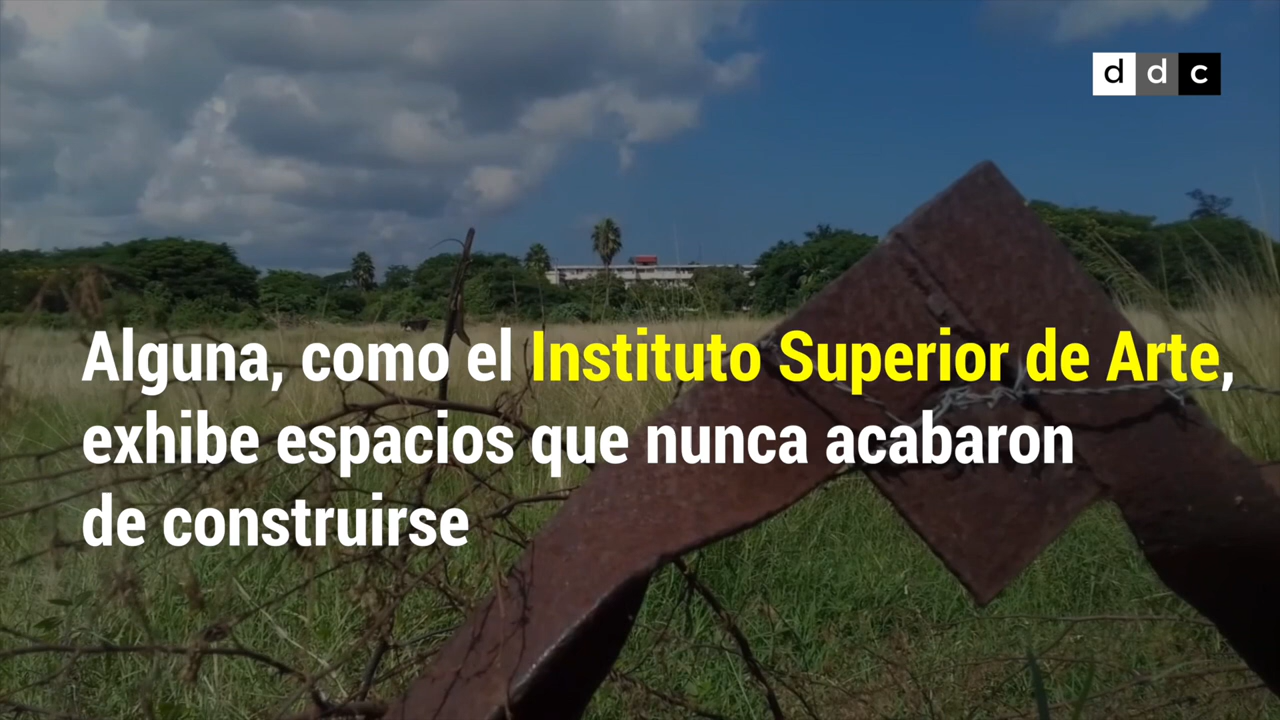 ddc
Alguna, como el Instituto Superior de Arte,
exhibe espacios que nunca acabaron
de construirse